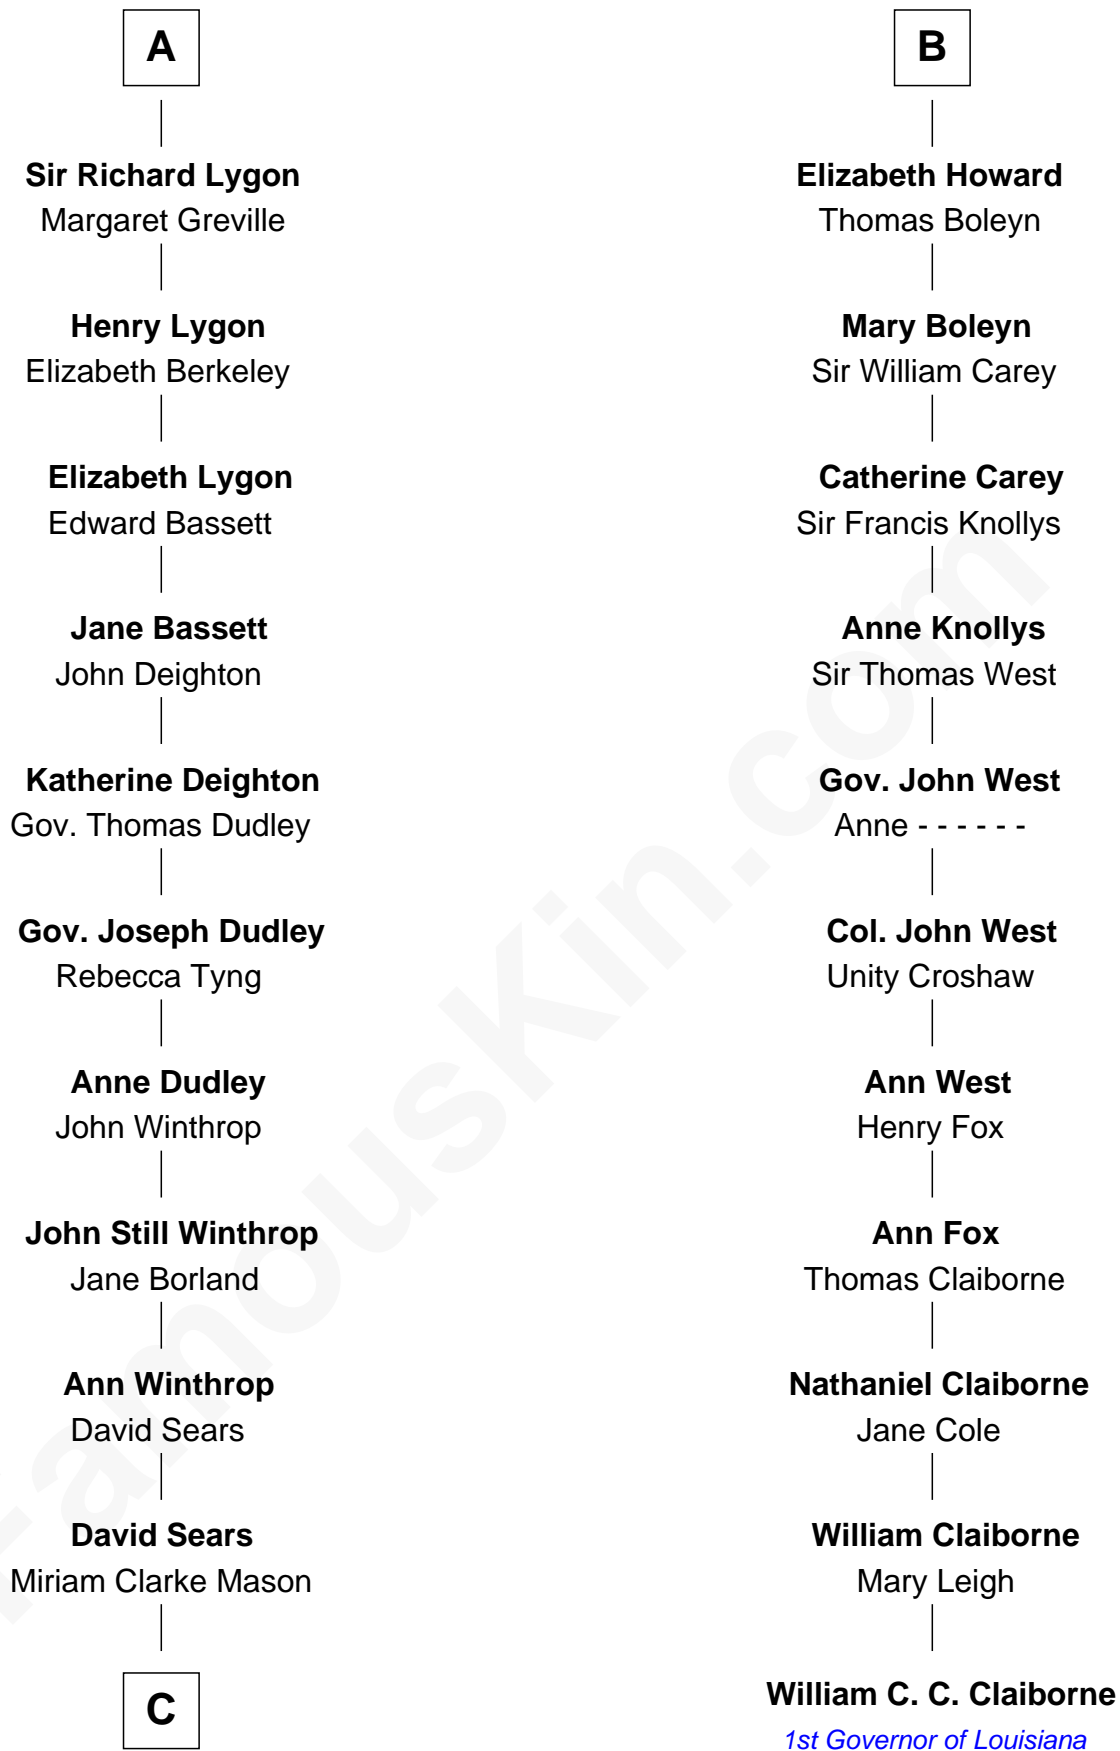 A
Sir Richard Lygon
Margaret Greville
Henry Lygon
Elizabeth Berkeley
Elizabeth Lygon
Edward Bassett
Jane Bassett
John Deighton
Katherine Deighton
Gov. Thomas Dudley
Gov. Joseph Dudley
Rebecca Tyng
Anne Dudley
John Winthrop
John Still Winthrop
Jane Borland
Ann Winthrop
David Sears
David Sears
Miriam Clarke Mason
C
B
Elizabeth Howard
Thomas Boleyn
Mary Boleyn
Sir William Carey
Catherine Carey
Sir Francis Knollys
Anne Knollys
Sir Thomas West
Gov. John West
Anne - - - - - -
Col. John West
Unity Croshaw
Ann West
Henry Fox
Ann Fox
Thomas Claiborne
Nathaniel Claiborne
Jane Cole
William Claiborne
Mary Leigh
William C. C. Claiborne
1st Governor of Louisiana
FamousKin.com